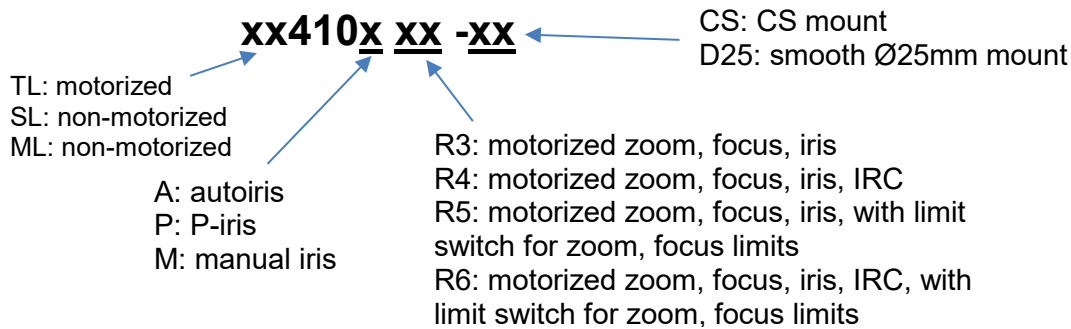 xx410x xx -xx
CS: CS mount
D25: smooth Ø25mm mount
TL: motorized
SL: non-motorized
ML: non-motorized
A: autoiris
P: P-iris
M: manual iris
R3: motorized zoom, focus, iris
R4: motorized zoom, focus, iris, IRC
R5: motorized zoom, focus, iris, with limit
switch for zoom, focus limits
R6: motorized zoom, focus, iris, IRC, with
limit switch for zoom, focus limits